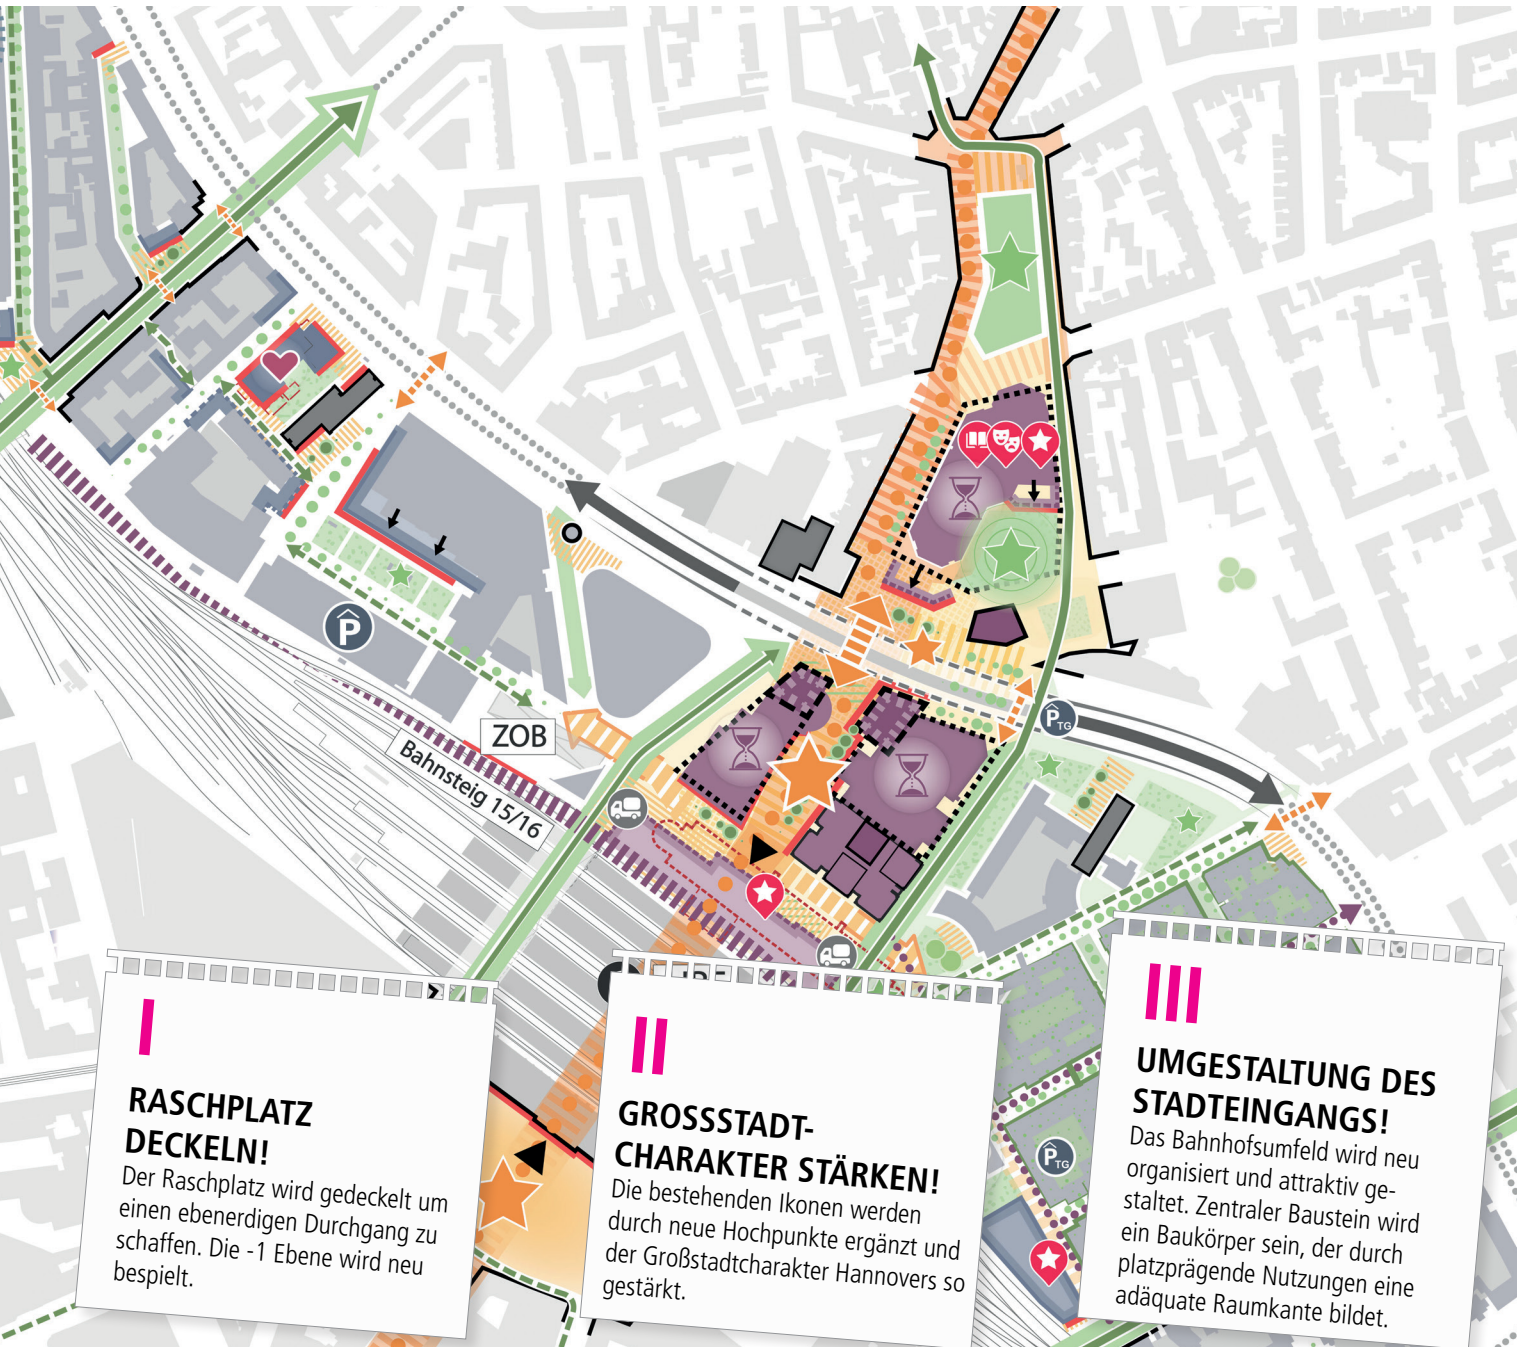 P
ZOB
Bahnsteig 15/16
PTG
I
RASCHPLATZ
DECKELN!
Der Raschplatz wird gedeckelt um
einen ebenerdigen Durchgang zu
schaffen. Die -1 Ebene wird neu
bespielt.
II
GROSSSTADT-
CHARAKTER STÄRKEN!
Die bestehenden Ikonen werden
durch neue Hochpunkte ergänzt und
der Großstadtcharakter Hannovers so
gestärkt.
III
UMGESTALTUNG DES
STADTEINGANGS!
Das Bahnhofsumfeld wird neu
organisiert und attraktiv ge-
staltet. Zentraler Baustein wird
ein Baukörper sein, der durch
platzprägende Nutzungen eine
adäquate Raumkante bildet.
PTG